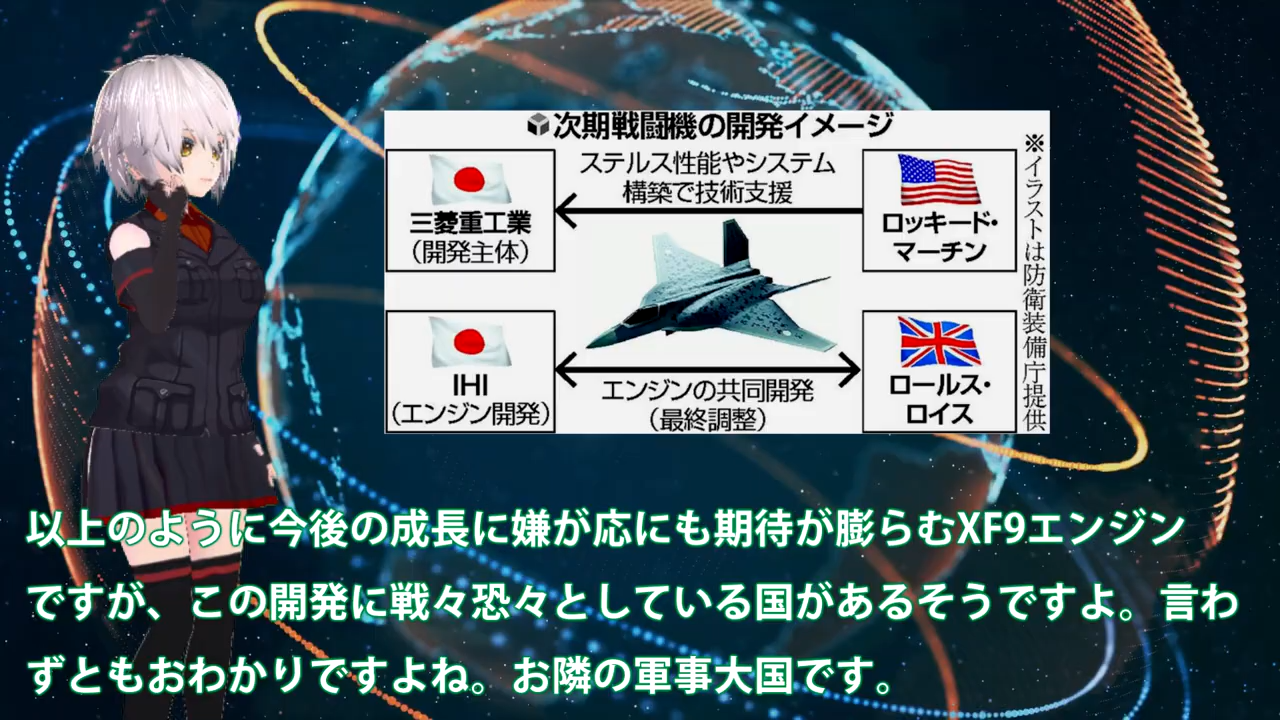 次期戦闘機の開発イメージ
三菱重工業
(開発主体)
ステルス性能やシステム
構築で技術支援
ロッキード・
マーチン
IHI
(エンジン開発)
エンジンの共同開発
(最終調整)
ロールス・
ロイス
※イラストは防衛装備庁提供
以上のように今後の成長に嫌が応にも期待が膨らむXF9エンジン
ですが、この開発に戦々恐々としている国があるそうですよ。言わ
ずともおわかりですよね。お隣の軍事大国です。